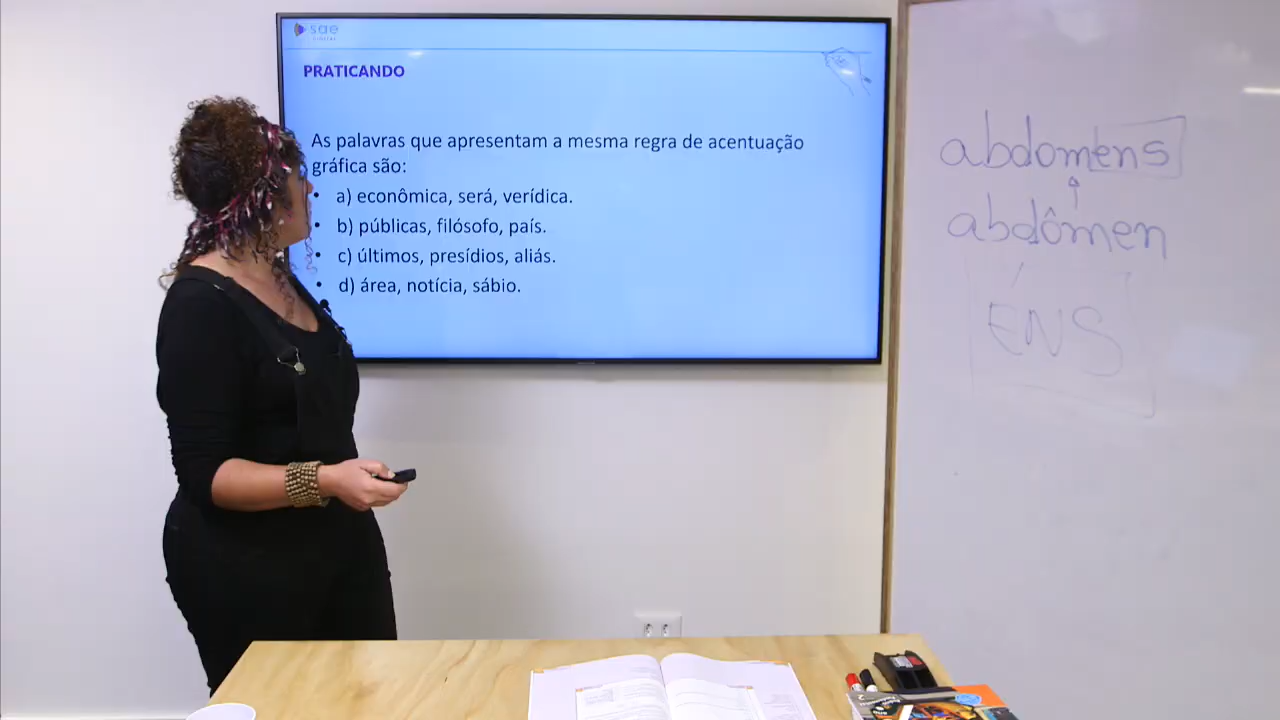 sae
DIGITAL
PRATICANDO
As palavras que apresentam a mesma regra de acentuação
gráfica são:
• a) econômica, será, verídica.
• b) públicas, filósofo, país.
• c) últimos, presídios, aliás.
• d) área, notícia, sábio.
abdomens
abdômen
ÉNS